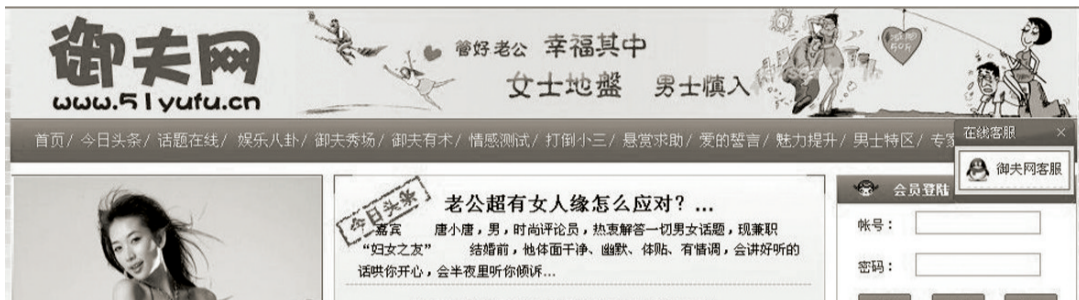 御夫网
www.51yufu.cn
管好老公 幸福其中
女士地盤 男士慎入
首页/ 今日头条/ 话题在线/ 娱乐八卦/ 御夫秀场/ 御夫有术/ 情感测试/ 打倒小三/ 悬赏求助/ 爱的誓言/ 魅力提升/ 男士特区/ 专家
在线客服 ×
御夫网客服
今日头条
老公超有女人缘怎么应对？...
嘉宾 唐小唐，男，时尚评论员，热衷解答一切男女话题，现兼职
“妇女之友” 结婚前，他体面干净、幽默、体贴、有情调，会讲好听的
话哄你开心，会半夜里听你倾诉...
会员登陆
帐号：
密码：